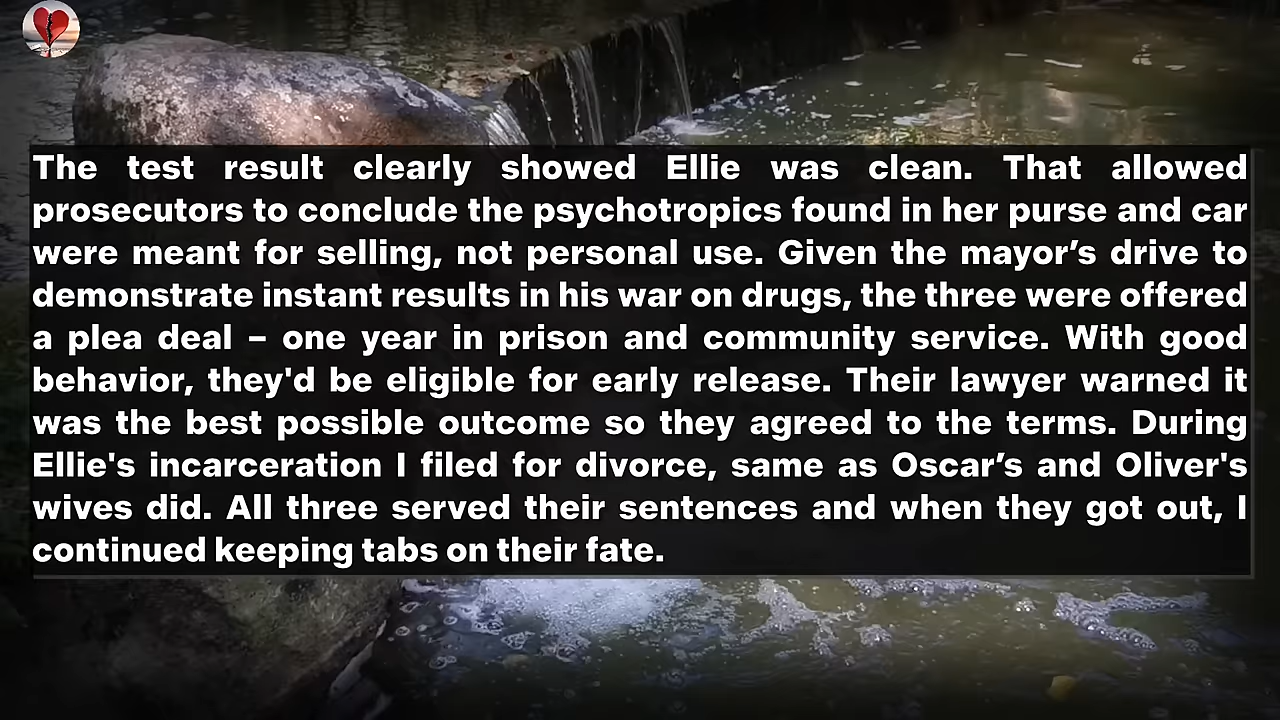 The test result clearly showed Ellie was clean. That allowed
prosecutors to conclude the psychotropics found in her purse and car
were meant for selling, not personal use. Given the mayor’s drive to
demonstrate instant results in his war on drugs, the three were offered
a plea deal – one year in prison and community service. With good
behavior, they'd be eligible for early release. Their lawyer warned it
was the best possible outcome so they agreed to the terms. During
Ellie's incarceration I filed for divorce, same as Oscar’s and Oliver's
wives did. All three served their sentences and when they got out, I
continued keeping tabs on their fate.